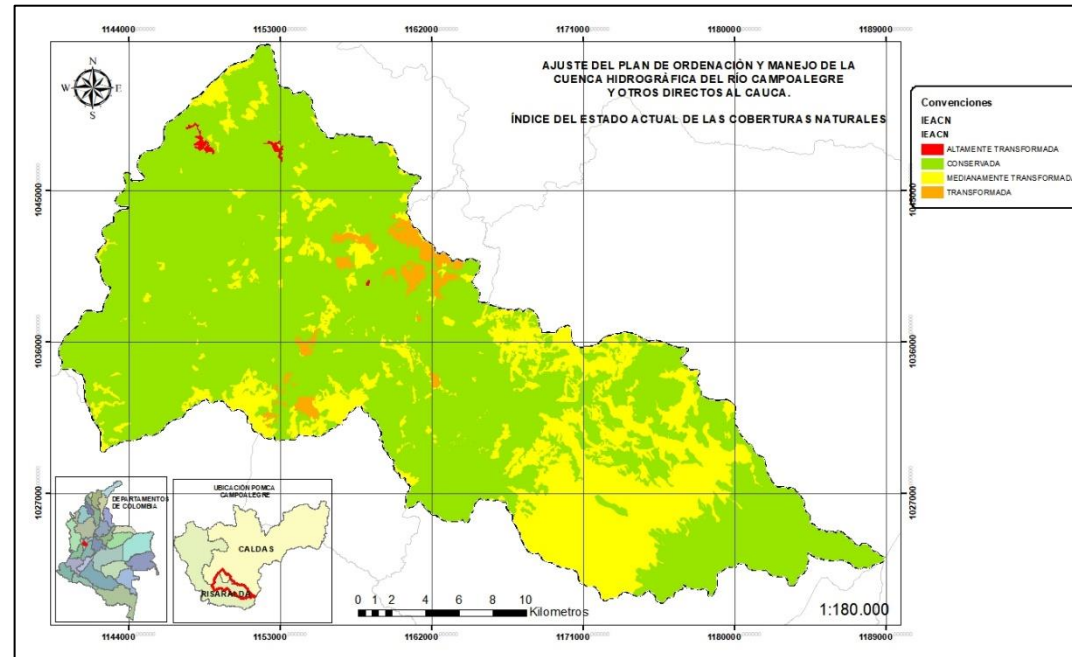 1144000 1153000 1162000 1171000 1180000 1189000
AJUSTE DEL PLAN DE ORDENACIÓN Y MANEJO DE LA
CUENCA HIDROGRÁFICA DEL RÍO CAMPOALEGRE
Y OTROS DIRECTOS AL CAUCA.
ÍNDICE DEL ESTADO ACTUAL DE LAS COBERTURAS NATURALES
N
W E
S
Convenciones
IEACN
IEACN
ALTAMENTE TRANSFORMADA
CONSERVADA
MEDIANAMENTE TRANSFORMADA
TRANSFORMADA
1045000
1045000
1036000
1036000
1027000
1027000
DEPARTAMENTOS
DE COLOMBIA
UBICACIÓN POMCA
CAMPOALEGRE
CALDAS
RISARALDA
0 1 2 4 6 8 10
Kilometros
1:180.000
1144000 1153000 1162000 1171000 1180000 1189000